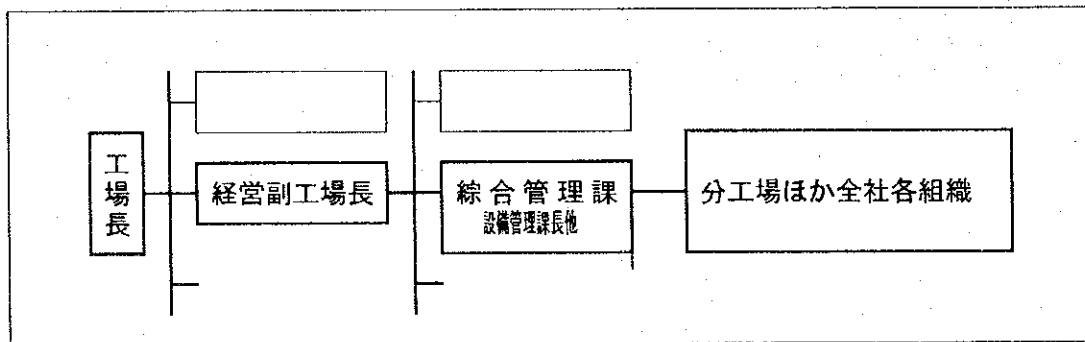 工場長
経営副工場長
綜合管理課
設備管理課長他
分工場ほか全社各組織